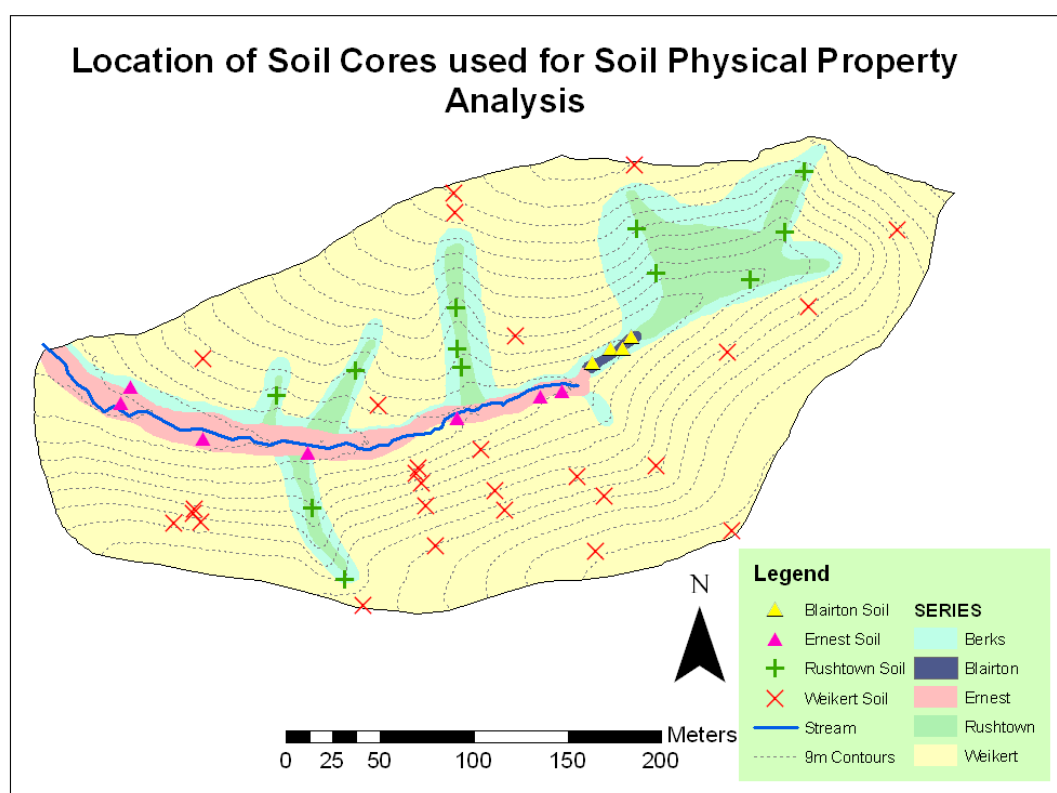 Location of Soil Cores used for Soil Physical Property
Analysis
N
Meters
0 25 50 100 150 200
Legend
Blairton Soil
Ernest Soil
Rushtown Soil
Weikert Soil
Stream
9m Contours
SERIES
Berks
Blairton
Ernest
Rushtown
Weikert